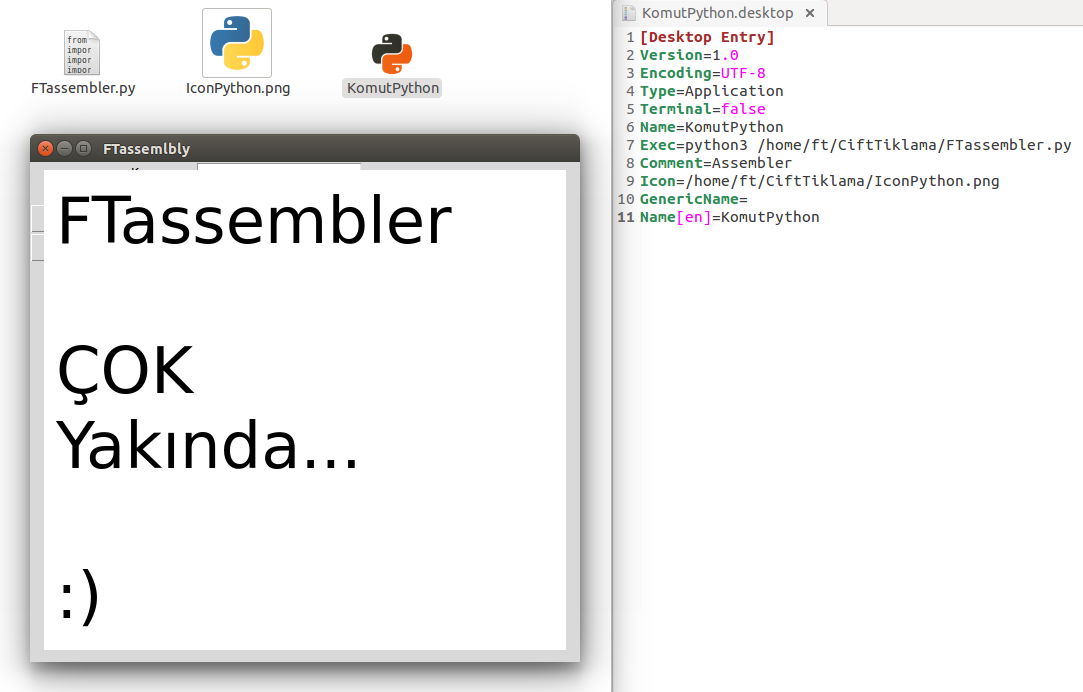 from
impor
impor
impor
FTassembler.py
IconPython.png
KomutPython
FTassemlbly
FTassembler
ÇOK
Yakında...
:)
KomutPython.desktop
1 [Desktop Entry]
2 Version=1.0
3 Encoding=UTF-8
4 Type=Application
5 Terminal=false
6 Name=KomutPython
7 Exec=python3 /home/ft/CiftTiklama/FTassembler.py
8 Comment=Assembler
9 Icon=/home/ft/CiftTiklama/IconPython.png
10 GenericName=
11 Name[en]=KomutPython